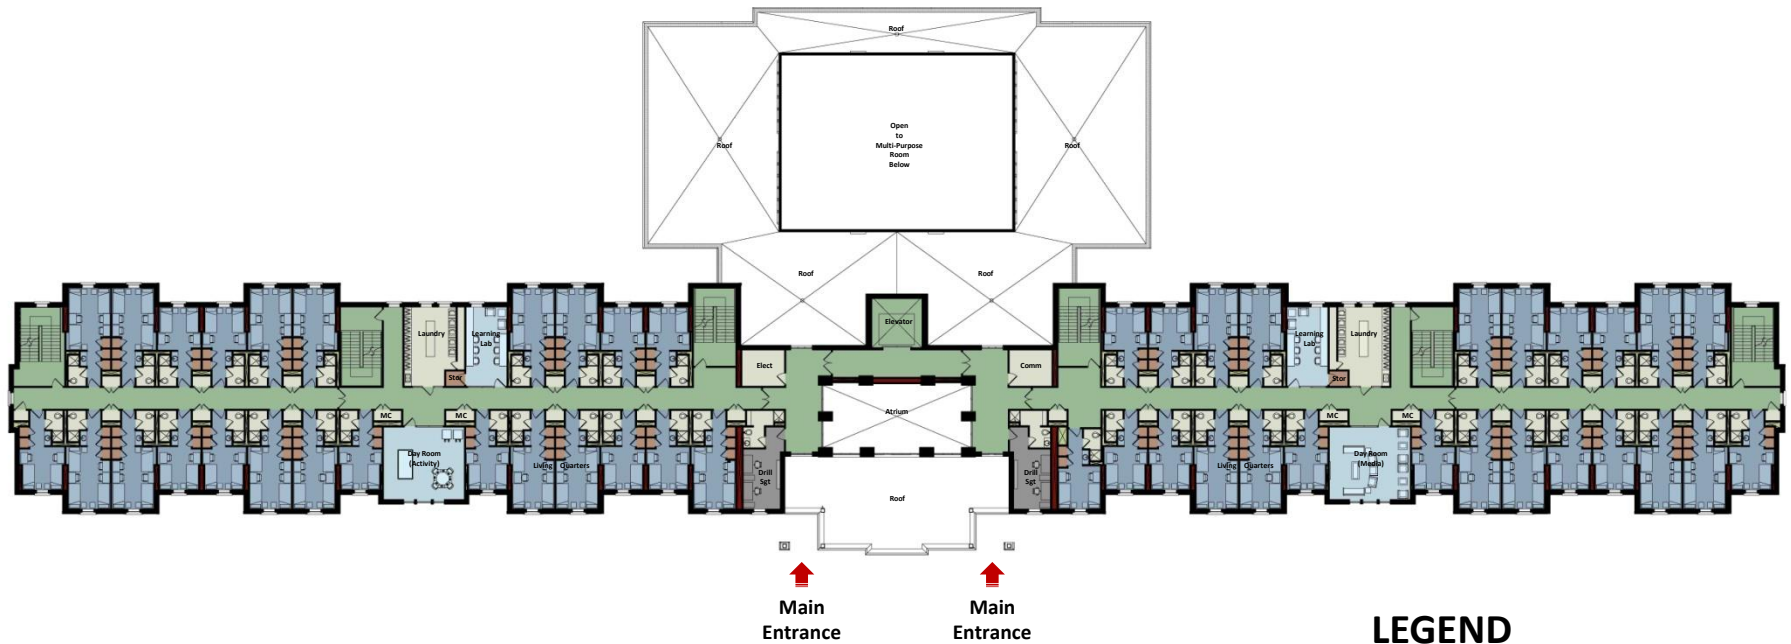 Roof
Open
to
Multi-Purpose
Room
Below
Roof
Roof
Roof
Roof
Elevator
Laundry
Learning
Lab
Stor
Elect
Comm
Learning
Lab
Laundry
Stor
MC
MC
Atrium
MC
MC
Day Room
(Activity)
Living Quarters
Drill
Sgt
Drill
Sgt
Living Quarters
Day Room
(Media)
Roof
Main
Entrance
Main
Entrance
LEGEND